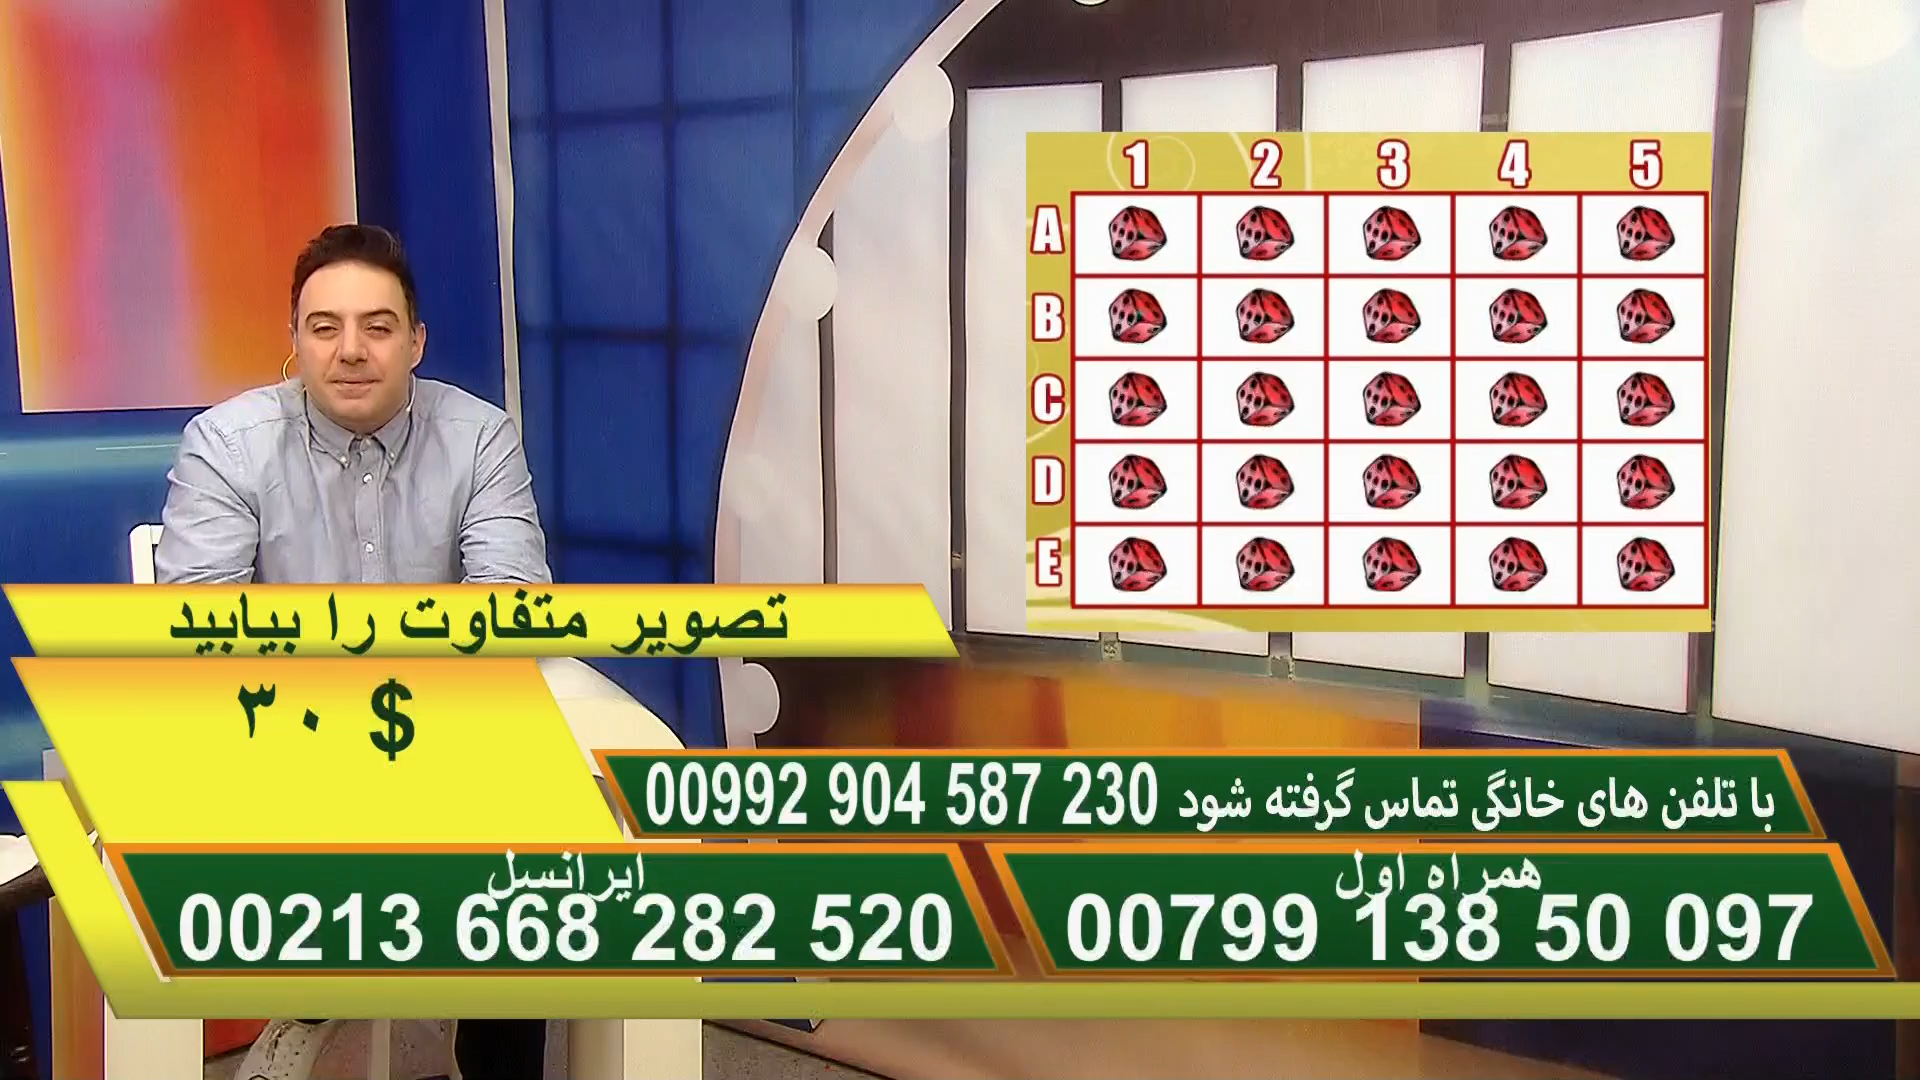 1 2 3 4 5
A
B
C
D
E
تصویر متفاوت را بیابید
۳۰ $
با تلفن های خانگی تماس گرفته شود 00992 904 587 230
همراه اول
00799 138 50 097
ایرانسل
00213 668 282 520